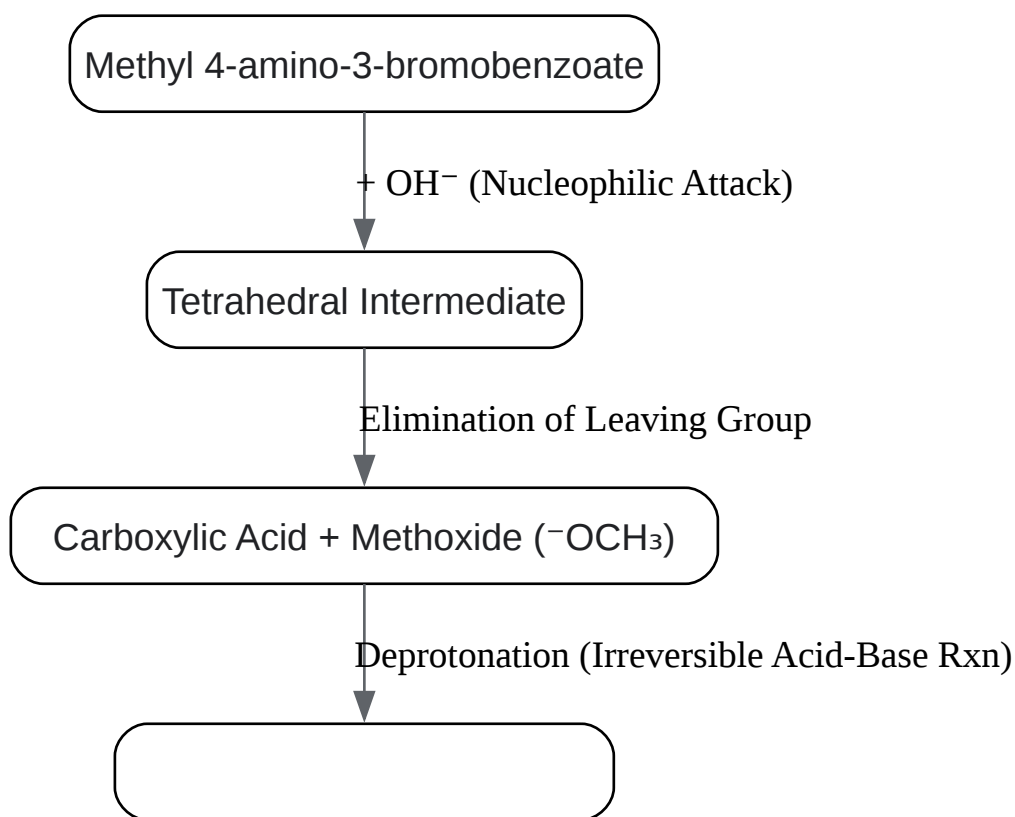 Methyl 4-amino-3-bromobenzoate
+ OH⁻ (Nucleophilic Attack)
Tetrahedral Intermediate
Elimination of Leaving Group
Carboxylic Acid + Methoxide (⁻OCH₃)
Deprotonation (Irreversible Acid-Base Rxn)